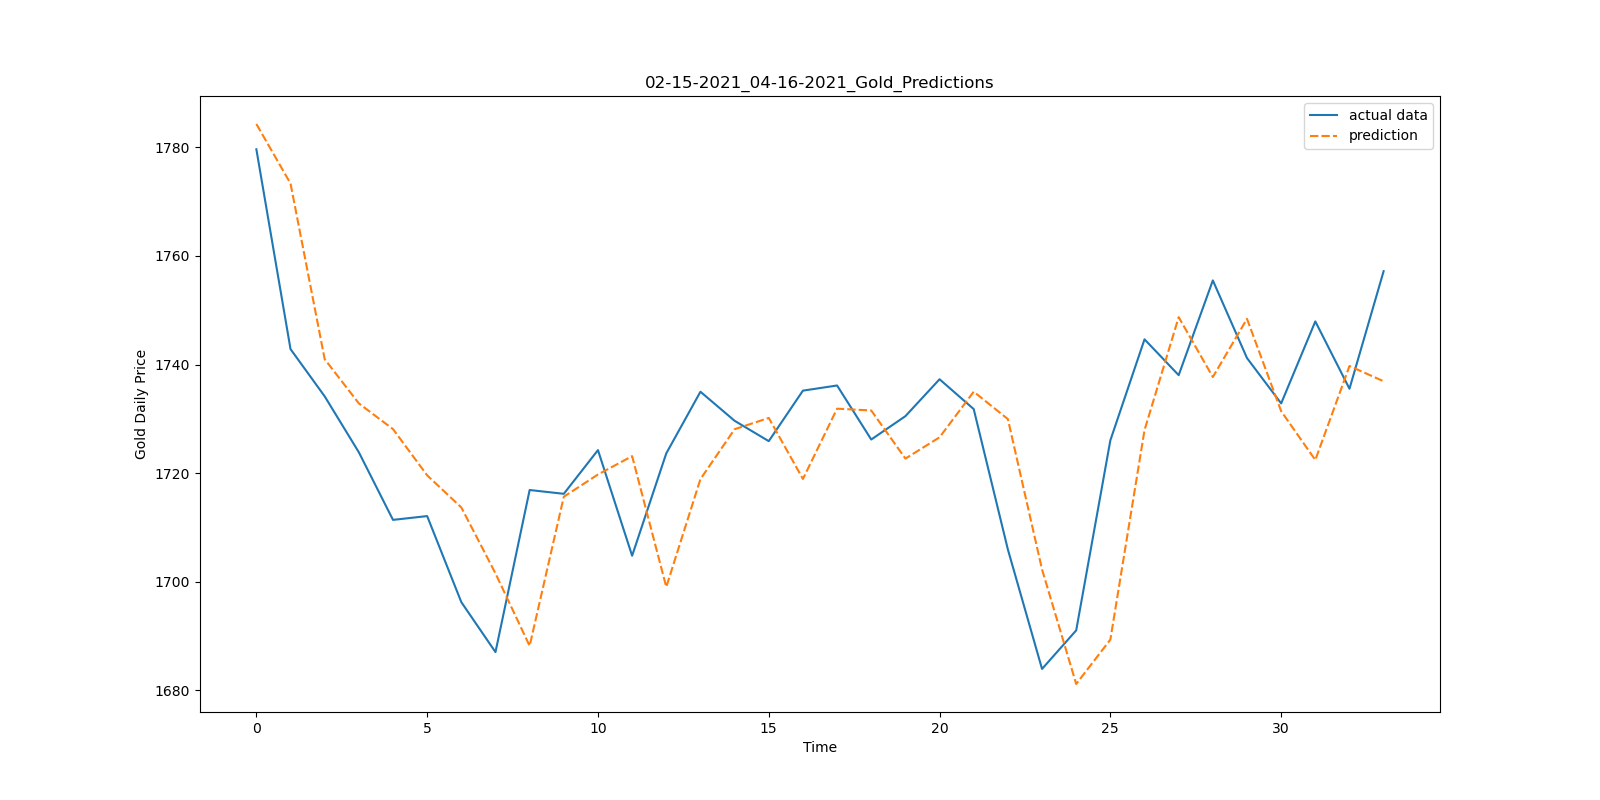 02-15-2021_04-16-2021_Gold_Predictions
actual data
prediction
1780
1760
1740
1720
1700
1680
Gold Daily Price
0 5 10 15 20 25 30
Time